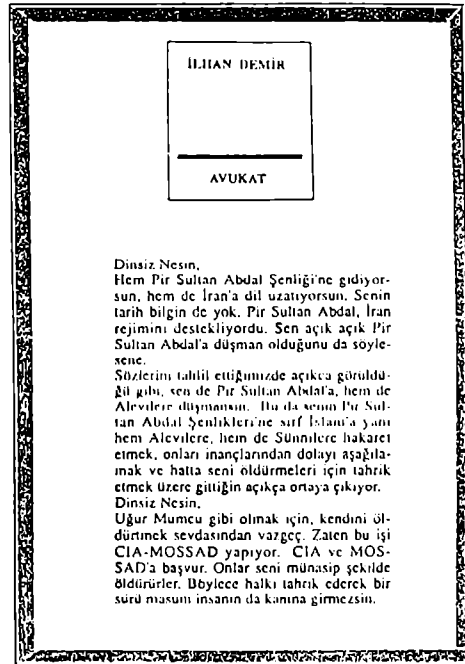 İLHAN DEMİR
AVUKAT
Dinsiz Nesin,
Hem Pir Sultan Abdal Şenliği'ne gidiyor-
sun, hem de İran'a dil uzatıyorsun. Senin
tarih bilgin de yok. Pir Sultan Abdal, İran
rejimini destekliyordu. Sen açık açık Pir
Sultan Abdal'a düşman olduğunu da söyle-
sene.
Sözlerini tahlil ettiğimizde açıkca görüldü-
ğü gibi, sen de Pir Sultan Abdal'a, hem de
Alevilere düşmansın. Bu da senin Pir Sul-
tan Abdal Şenlikleri'ne sırf İslam'a yani
hem Alevilere, hem de Sünnilere hakaret
etmek, onları inançlarından dolayı aşağıla-
mak ve hatta seni öldürmeleri için tahrik
etmek üzere gittiğin açıkça ortaya çıkıyor.
Dinsiz Nesin,
Uğur Mumcu gibi olmak için, kendini öl-
dürtmek sevdasından vazgeç. Zaten bu işi
CIA-MOSSAD yapıyor. CIA ve MOS-
SAD'a başvur. Onlar seni münasip şekilde
öldürürler. Böylece halkı tahrik ederek bir
sürü masum insanın da kanına girmezsin.